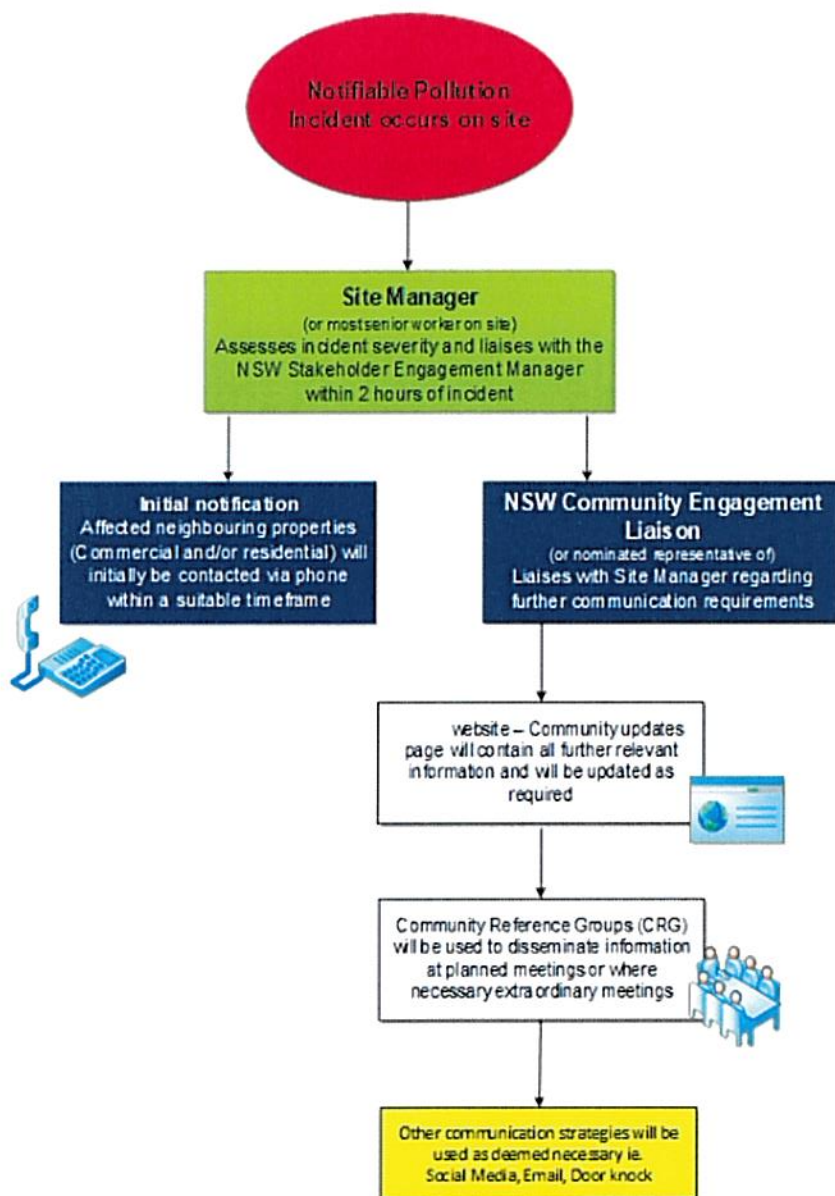 Notifiable Pollution
Incident occurs on site
Site Manager
(or most senior worker on site)
Assesses incident severity and liaises with the
NSW Stakeholder Engagement Manager
within 2 hours of incident
Initial notification
Affected neighbouring properties
(Commercial and/or residential) will
initially be contacted via phone
within a suitable timeframe
NSW Community Engagement
Liaison
(or nominated representative of)
Liaises with Site Manager regarding
further communication requirements
website – Community updates
page will contain all further relevant
information and will be updated as
required
Community Reference Groups (CRG)
will be used to disseminate information
at planned meetings or where
necessary extraordinary meetings
Other communication strategies will be
used as deemed necessary ie.
Social Media, Email, Door knock